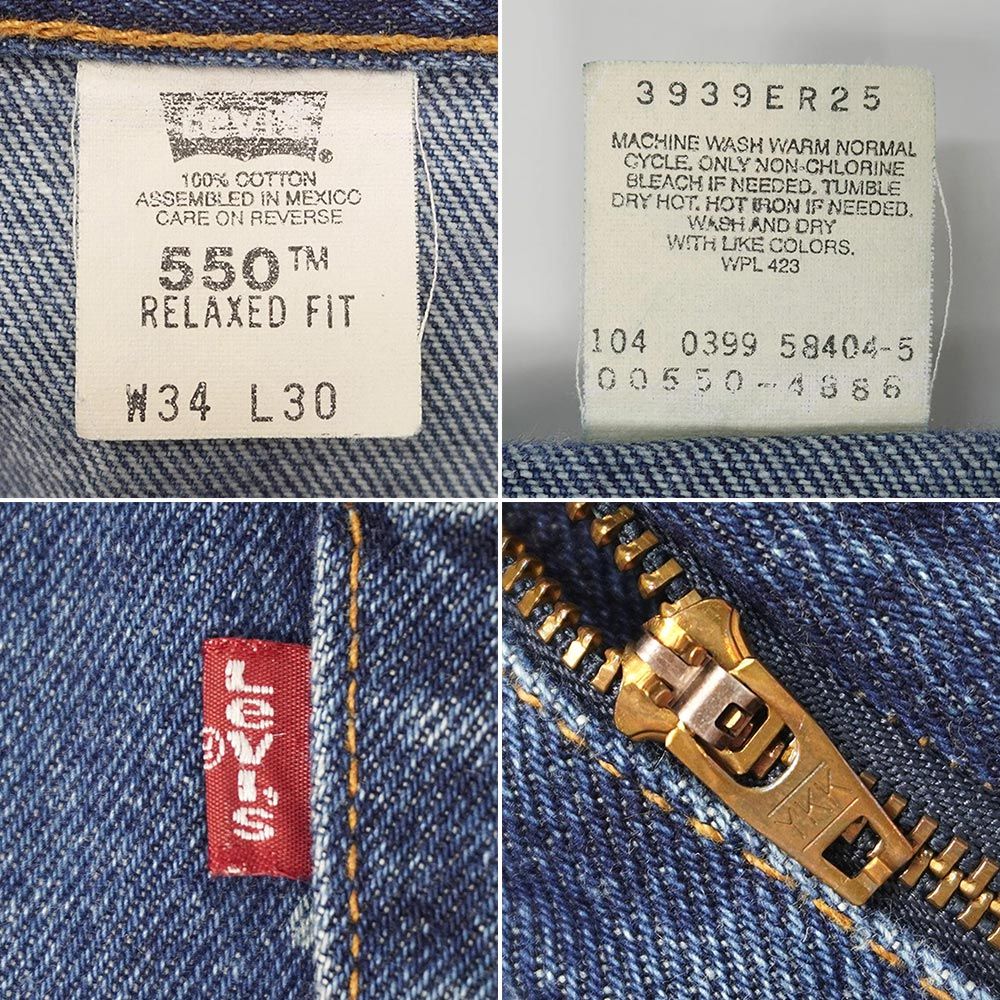 Levi's
®
100% COTTON
ASSEMBLED IN MEXICO
CARE ON REVERSE
550™
RELAXED FIT
W34 L30
3939ER25
MACHINE WASH WARM NORMAL
CYCLE. ONLY NON-CHLORINE
BLEACH IF NEEDED. TUMBLE
DRY HOT. HOT IRON IF NEEDED.
WASH AND DRY
WITH LIKE COLORS.
WPL 423
104 0399 58404-5
00550-4886
LeVI'S
®
YKK